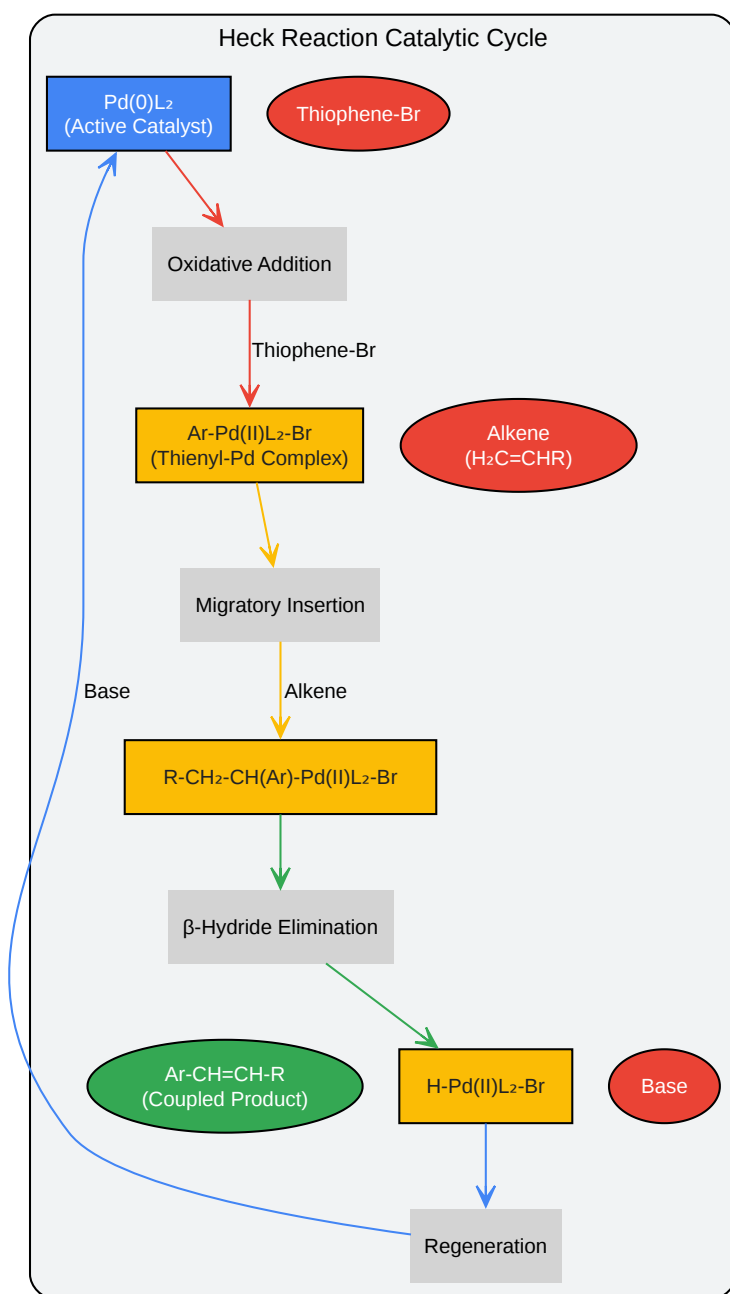 Heck Reaction Catalytic Cycle
Pd(0)L₂
(Active Catalyst)
Thiophene-Br
Oxidative Addition
Thiophene-Br
Ar-Pd(II)L₂-Br
(Thienyl-Pd Complex)
Alkene
(H₂C=CHR)
Migratory Insertion
Base
Alkene
R-CH₂-CH(Ar)-Pd(II)L₂-Br
β-Hydride Elimination
Ar-CH=CH-R
(Coupled Product)
H-Pd(II)L₂-Br
Base
Regeneration